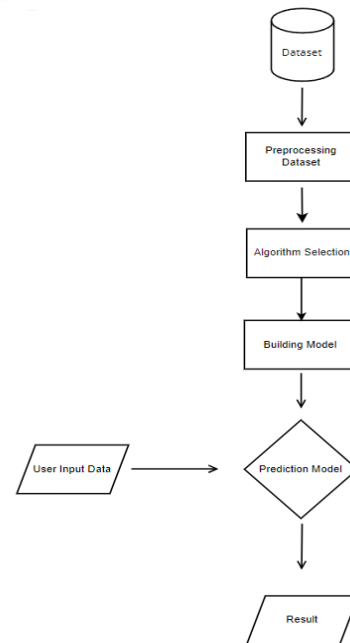 Dataset
Preprocessing
Dataset
Algorithm Selection
Building Model
User Input Data
Prediction Model
Result